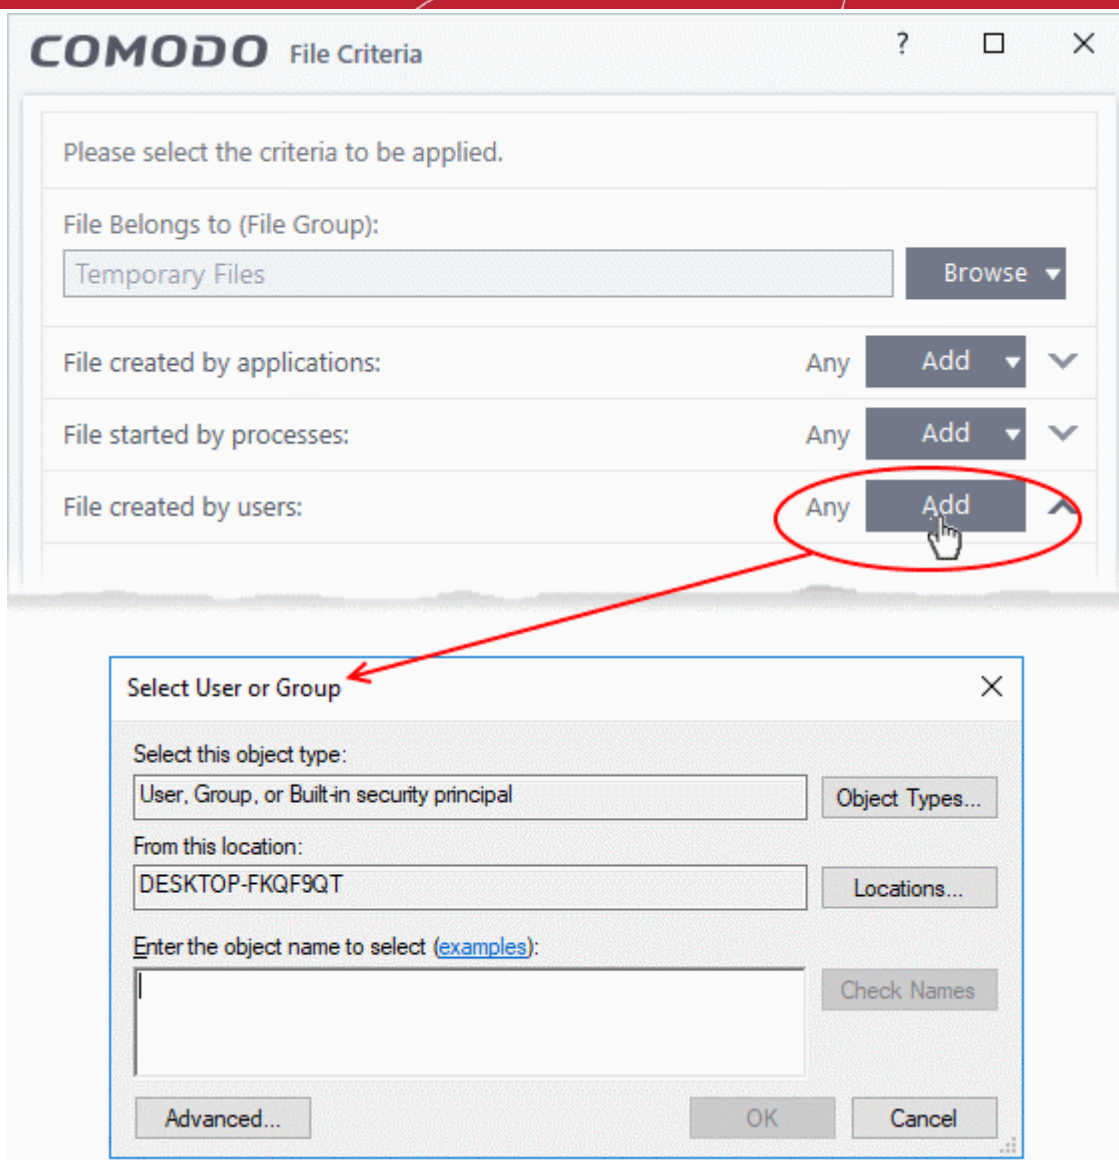 COMODO File Criteria ?
Please select the criteria to be applied.
File Belongs to (File Group):
Temporary Files Browse
File created by applications: Any Add
File started by processes: Any Add
File created by users: Any Add
Select User or Group
Select this object type:
User, Group, or Built-in security principal Object Types...
From this location:
DESKTOP-FKQF9QT Locations...
Enter the object name to select (examples):
Check Names
Advanced... OK Cancel